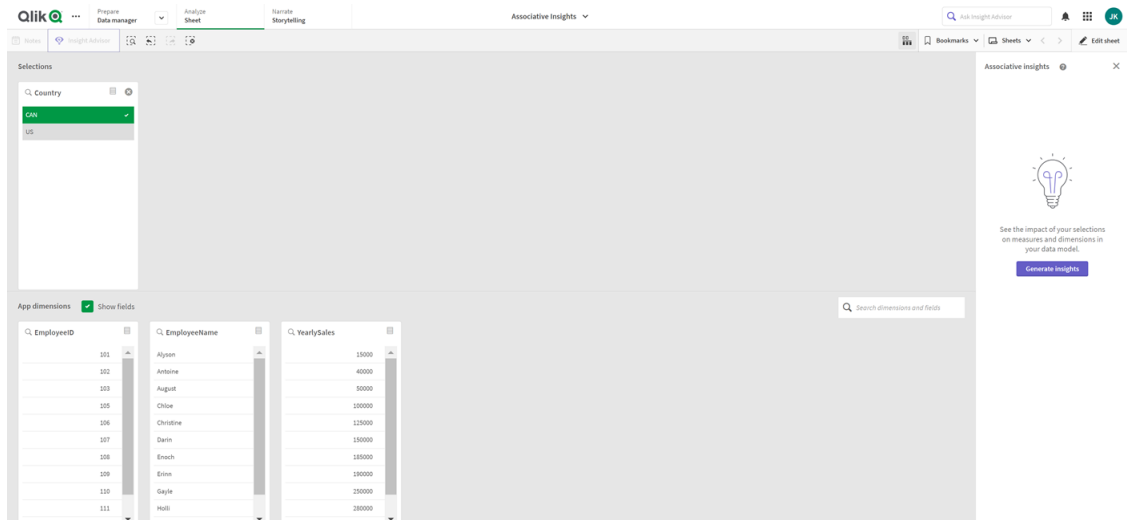 Qlik
Prepare
Data manager
Analyze
Sheet
Narrate
Storytelling
Associative Insights
Ask Insight Advisor
JK
Notes
Insight Advisor
Bookmarks
Sheets
Edit sheet
Selections
Associative insights
Country
CAN
US
See the impact of your selections
on measures and dimensions in
your data model.
Generate insights
App dimensions
Show fields
Search dimensions and fields
EmployeeID
101
102
103
105
106
107
108
109
110
111
EmployeeName
Alyson
Antoine
August
Chloe
Christine
Darin
Enoch
Erinn
Gayle
Holli
YearlySales
15000
40000
50000
100000
125000
150000
185000
190000
250000
280000